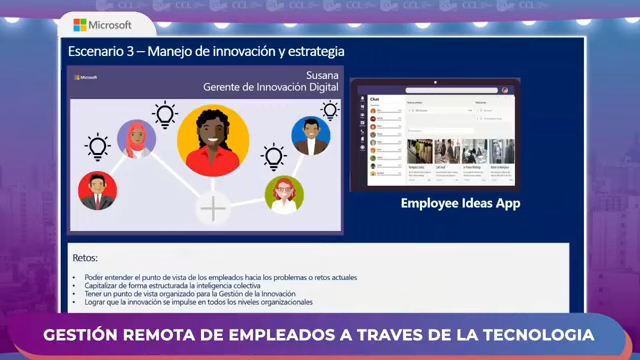 Microsoft
Escenario 3 – Manejo de innovación y estrategia
Microsoft
Susana
Gerente de Innovación Digital
Chat
Employee Ideas App
Retos:
• Poder entender el punto de vista de los empleados hacia los problemas o retos actuales
• Capitalizar de forma estructurada la inteligencia colectiva
• Tener un punto de vista organizado para la Gestión de la Innovación
• Lograr que la innovación se impulse en todos los niveles organizacionales
GESTIÓN REMOTA DE EMPLEADOS A TRAVES DE LA TECNOLOGIA